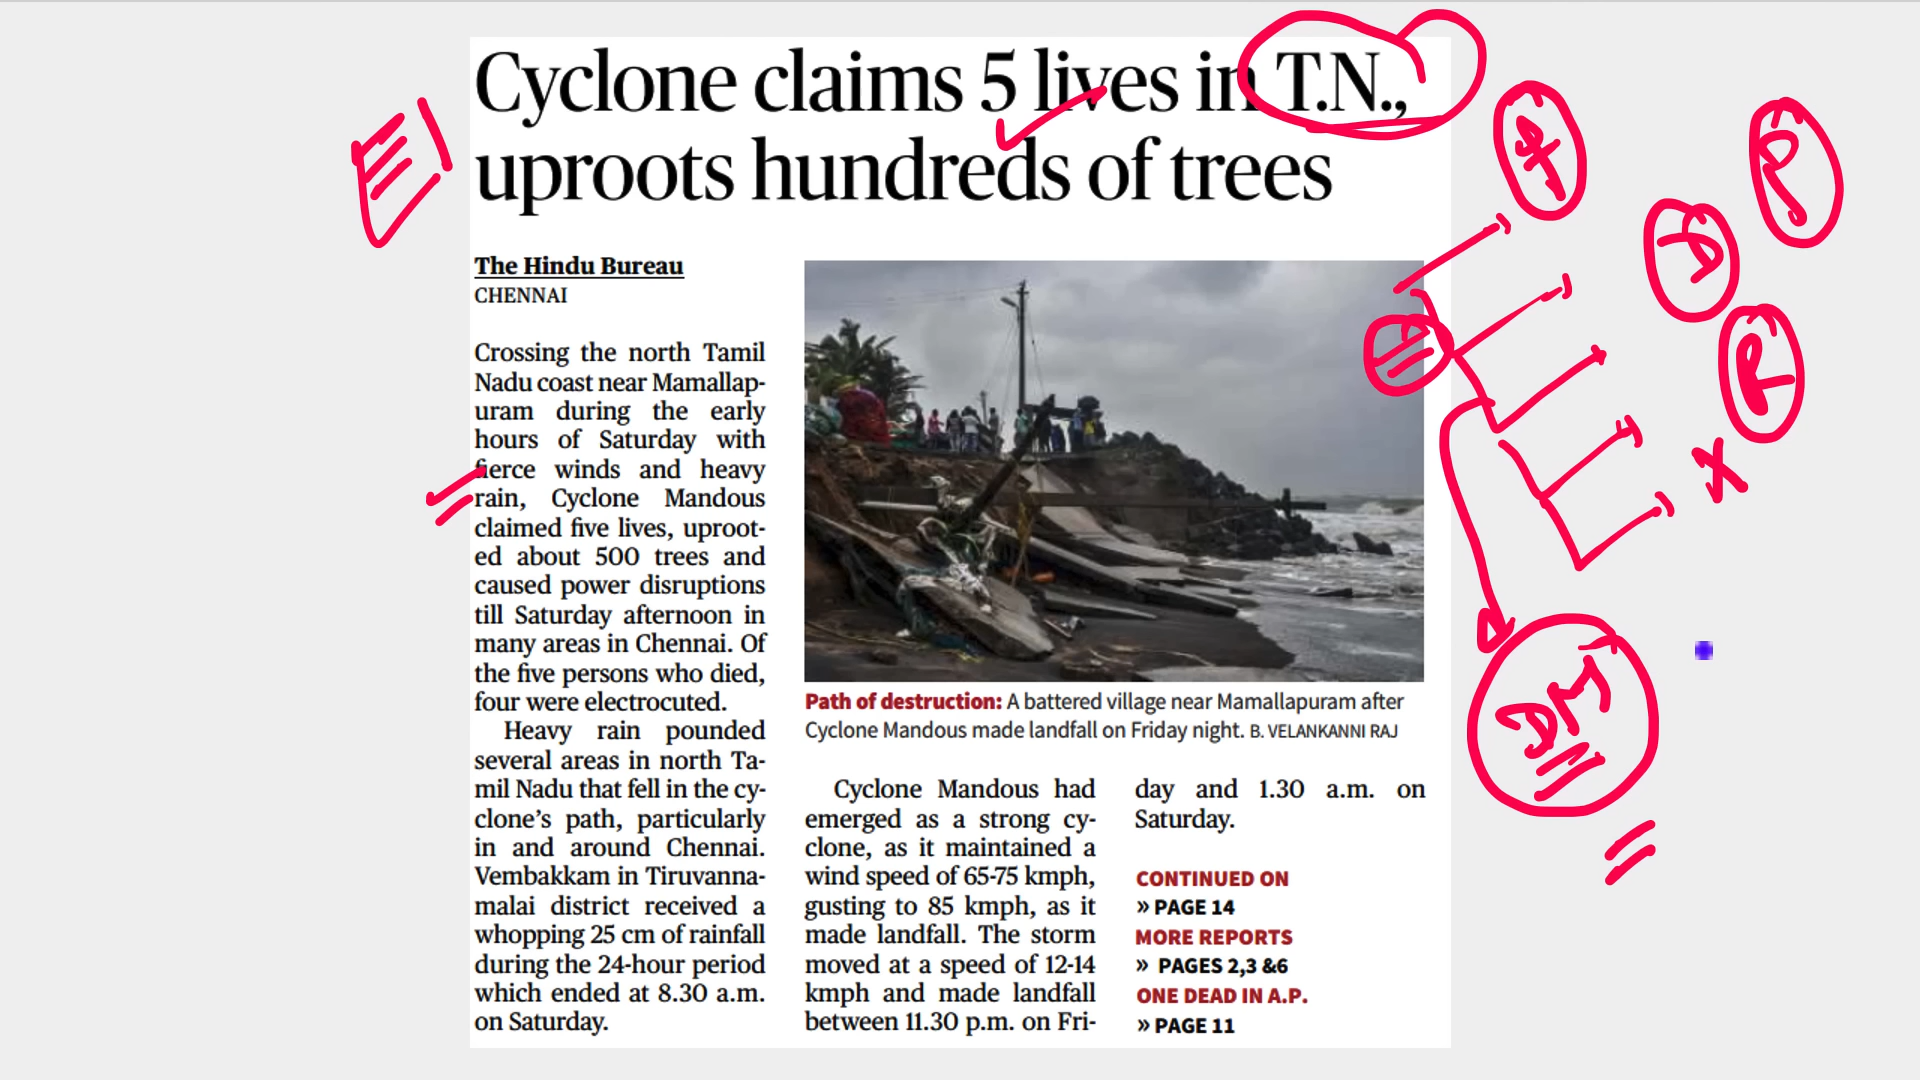 Cyclone claims 5 lives in T.N.,
uproots hundreds of trees
The Hindu Bureau
CHENNAI
Crossing the north Tamil
Nadu coast near Mamallap-
uram during the early
hours of Saturday with
fierce winds and heavy
rain, Cyclone Mandous
claimed five lives, uproot-
ed about 500 trees and
caused power disruptions
till Saturday afternoon in
many areas in Chennai. Of
the five persons who died,
four were electrocuted.
Heavy rain pounded
several areas in north Ta-
mil Nadu that fell in the cy-
clone's path, particularly
in and around Chennai.
Vembakkam in Tiruvanna-
malai district received a
whopping 25 cm of rainfall
during the 24-hour period
which ended at 8.30 a.m.
on Saturday.
Path of destruction: A battered village near Mamallapuram after
Cyclone Mandous made landfall on Friday night. B. VELANKANNI RAJ
Cyclone Mandous had
emerged as a strong cy-
clone, as it maintained a
wind speed of 65-75 kmph,
gusting to 85 kmph, as it
made landfall. The storm
moved at a speed of 12-14
kmph and made landfall
between 11.30 p.m. on Fri-
day and 1.30 a.m. on
Saturday.
CONTINUED ON
» PAGE 14
MORE REPORTS
» PAGES 2,3 &6
ONE DEAD IN A.P.
» PAGE 11
P
D
R
DM